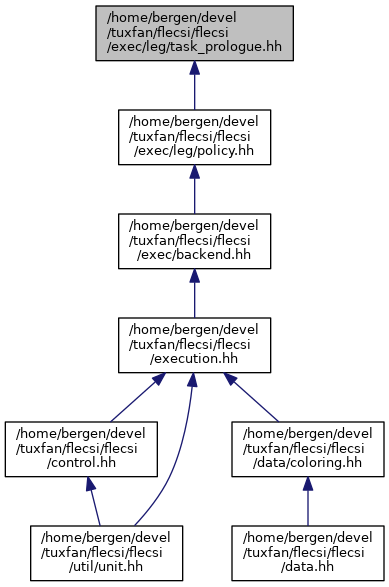 /home/bergen/devel
/tuxfan/flecsi/flecsi
/exec/leg/task_prologue.hh
/home/bergen/devel
/tuxfan/flecsi/flecsi
/exec/leg/policy.hh
/home/bergen/devel
/tuxfan/flecsi/flecsi
/exec/backend.hh
/home/bergen/devel
/tuxfan/flecsi/flecsi
/execution.hh
/home/bergen/devel
/tuxfan/flecsi/flecsi
/control.hh
/home/bergen/devel
/tuxfan/flecsi/flecsi
/data/coloring.hh
/home/bergen/devel
/tuxfan/flecsi/flecsi
/util/unit.hh
/home/bergen/devel
/tuxfan/flecsi/flecsi
/data.hh